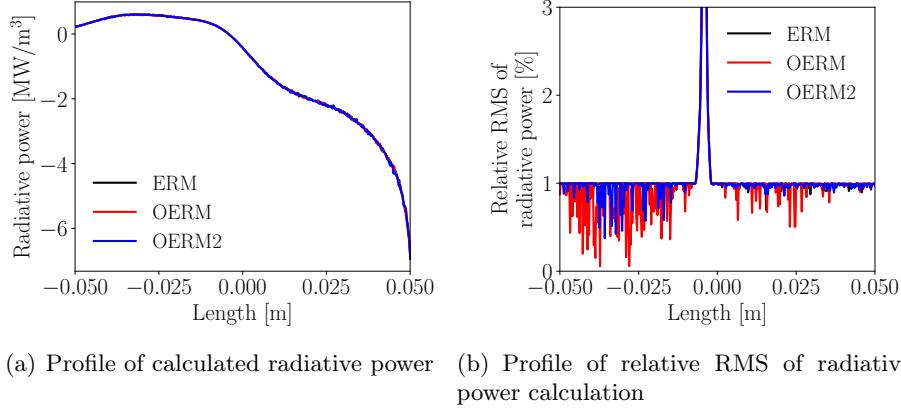 0
−2
−4
−6
Radiative power [MW/m³]
ERM
OERM
OERM2
−0.050
−0.025
0.000
0.025
0.050
Length [m]
3
2
1
0
Relative RMS of
radiative power [%]
ERM
OERM
OERM2
−0.050
−0.025
0.000
0.025
0.050
Length [m]
(a) Profile of calculated radiative power
(b) Profile of relative RMS of radiativ
power calculation